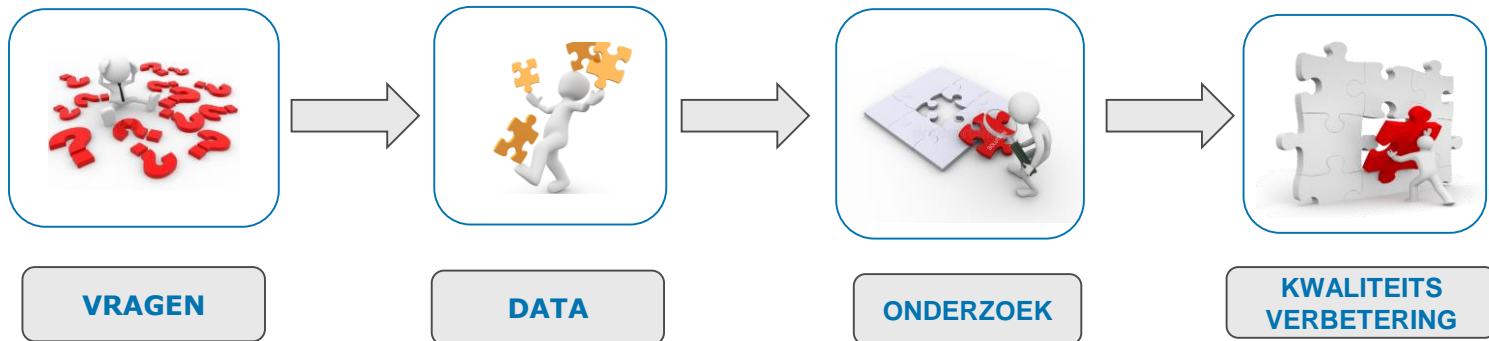 VRAGEN
DATA
ONDERZOEK
KWALITEITS
VERBETERING